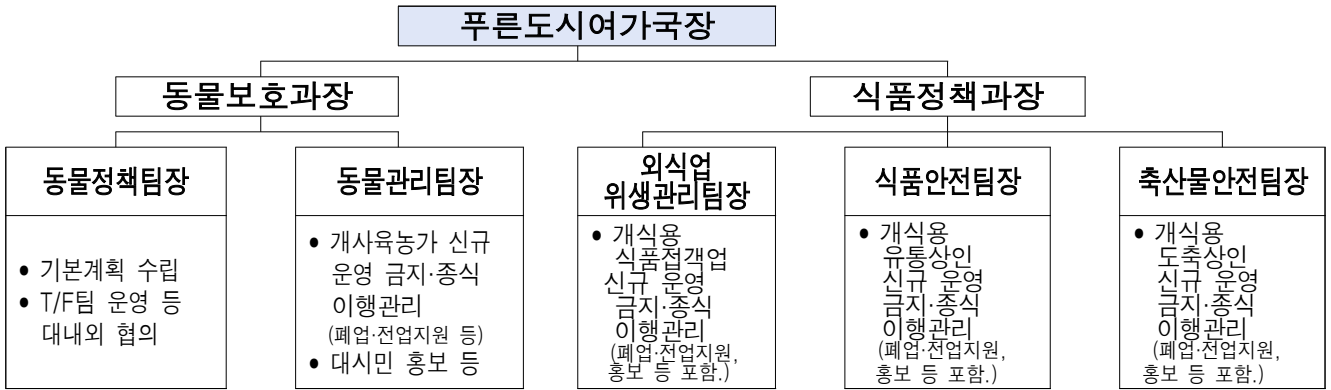 푸른도시여가국장
동물보호과장
식품정책과장
동물정책팀장
• 기본계획 수립
• T/F팀 운영 등
대내외 협의
동물관리팀장
• 개사육농가 신규
운영 금지·종식
이행관리
(폐업·전업지원 등)
• 대시민 홍보 등
외식업
위생관리팀장
• 개식용
식품접객업
신규 운영
금지·종식
이행관리
(폐업·전업지원,
홍보 등 포함.)
식품안전팀장
• 개식용
유통상인
신규 운영
금지·종식
이행관리
(폐업·전업지원,
홍보 등 포함.)
축산물안전팀장
• 개식용
도축상인
신규 운영
금지·종식
이행관리
(폐업·전업지원,
홍보 등 포함.)